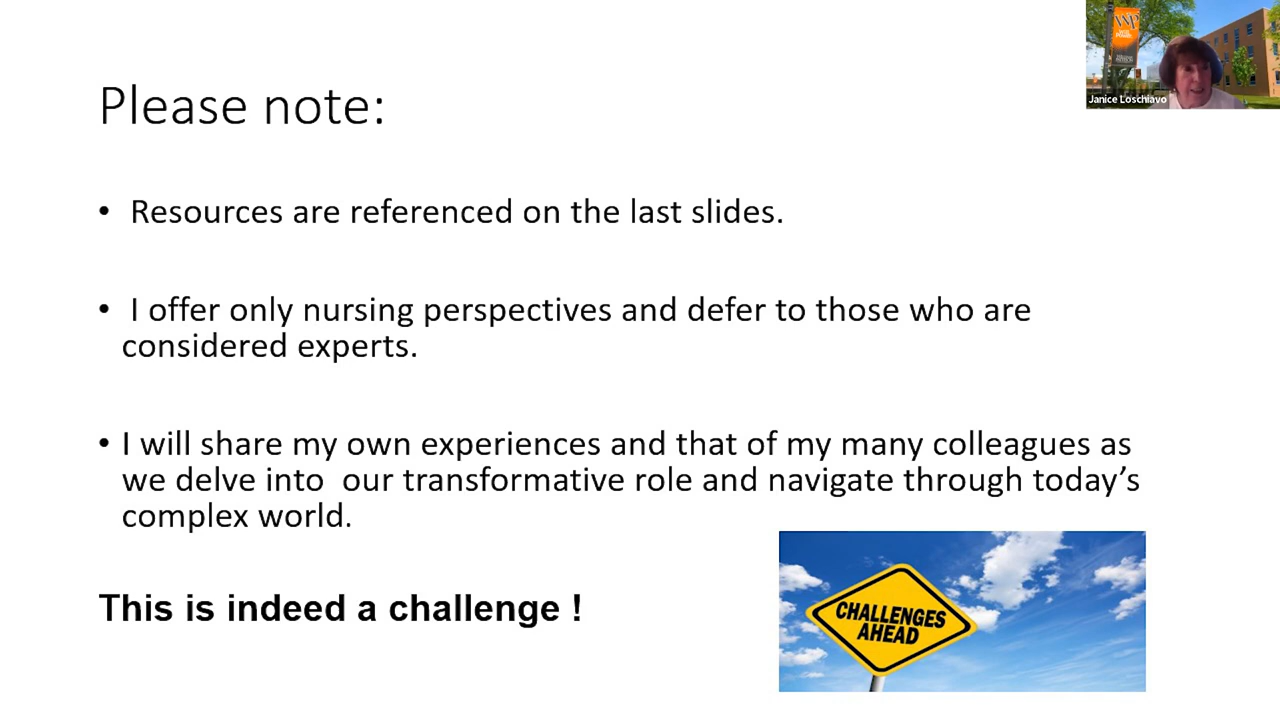 Please note:
WP
Janice Loschiavo
• Resources are referenced on the last slides.
• I offer only nursing perspectives and defer to those who are
considered experts.
• I will share my own experiences and that of my many colleagues as
we delve into  our transformative role and navigate through today’s
complex world.
This is indeed a challenge !
CHALLENGES
AHEAD